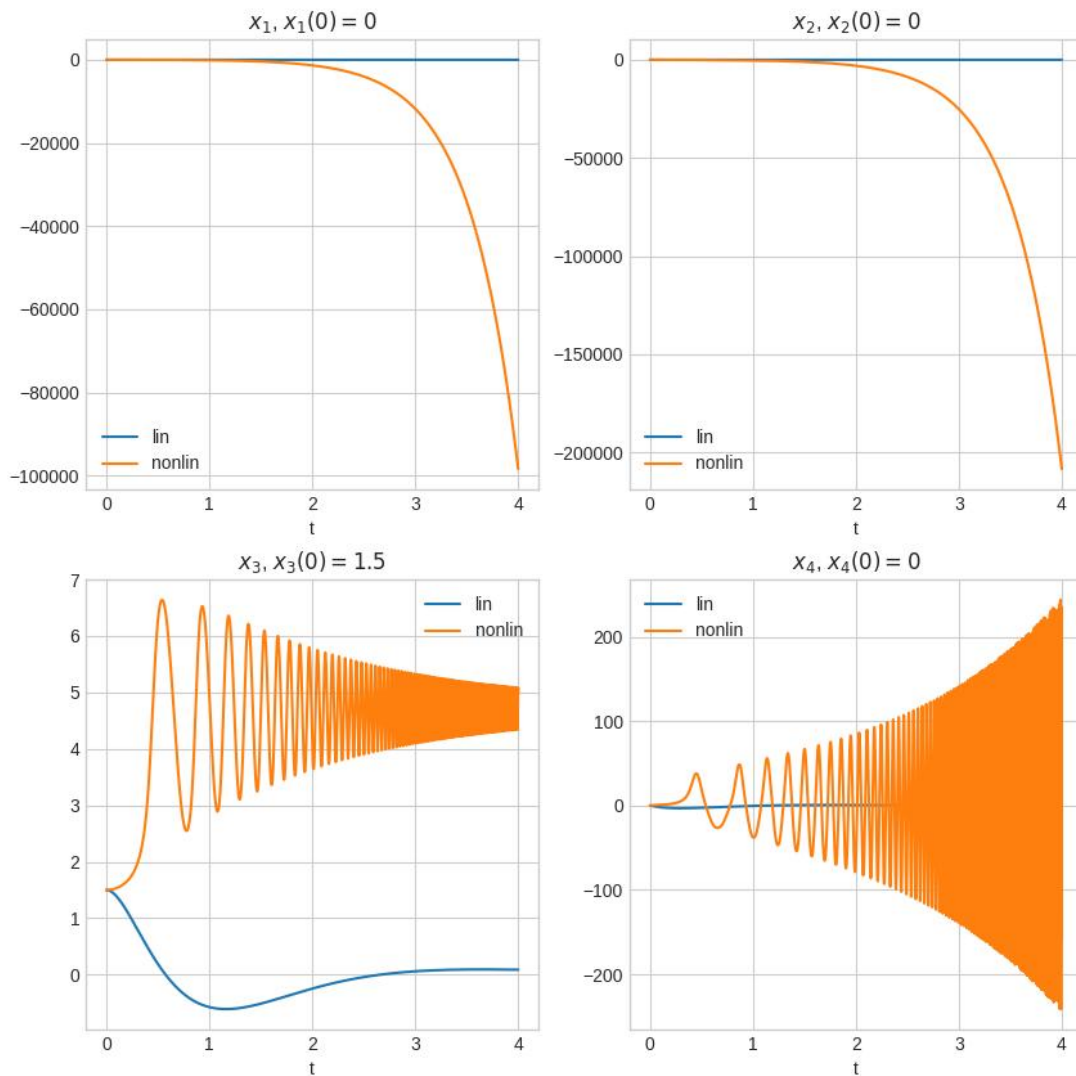 x₁, x₁(0) = 0
0
−20000
−40000
−60000
−80000
−100000
lin
nonlin
0 1 2 3 4
t
x₂, x₂(0) = 0
0
−50000
−100000
−150000
−200000
lin
nonlin
0 1 2 3 4
t
x₃, x₃(0) = 1.5
7
6
5
4
3
2
1
0
lin
nonlin
0 1 2 3 4
t
x₄, x₄(0) = 0
200
100
0
−100
−200
lin
nonlin
0 1 2 3 4
t